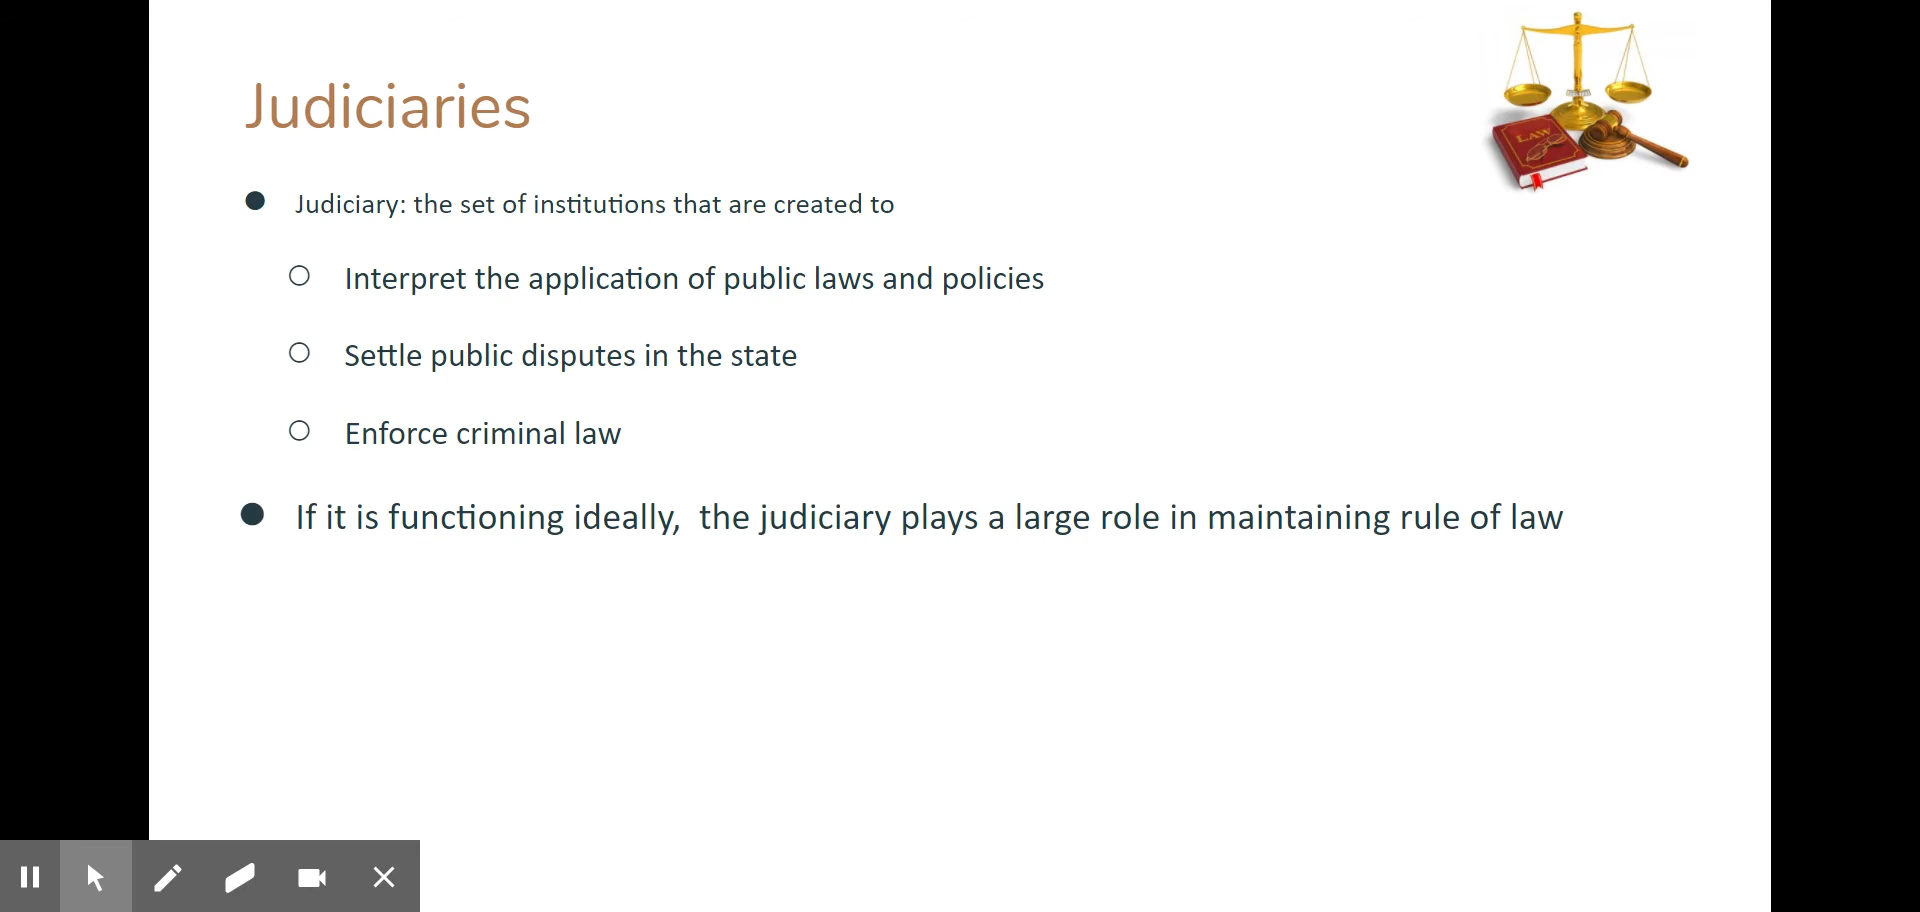 Judiciaries
LAW
Judiciary: the set of institutions that are created to
Interpret the application of public laws and policies
Settle public disputes in the state
Enforce criminal law
If it is functioning ideally,  the judiciary plays a large role in maintaining rule of law